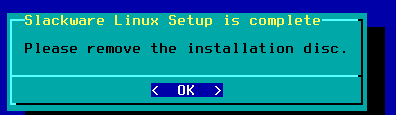 Slackware Linux Setup is complete
Please remove the installation disc.
< OK >